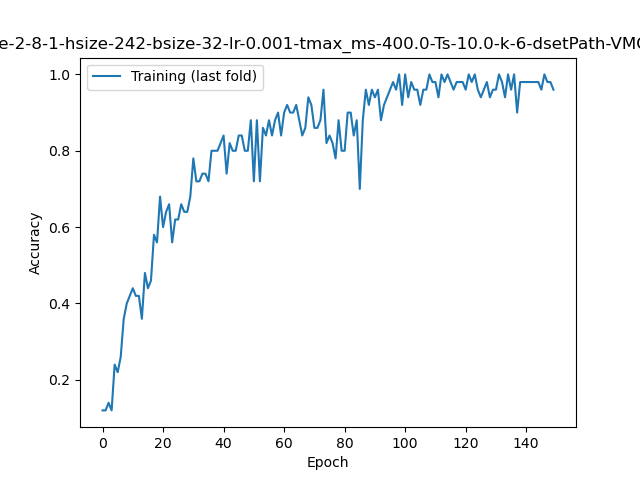 e-2-8-1-hsize-242-bsize-32-lr-0.001-tmax_ms-400.0-Ts-10.0-k-6-dsetPath-VMC
Training (last fold)
1.0
0.8
0.6
0.4
0.2
Accuracy
0 20 40 60 80 100 120 140
Epoch